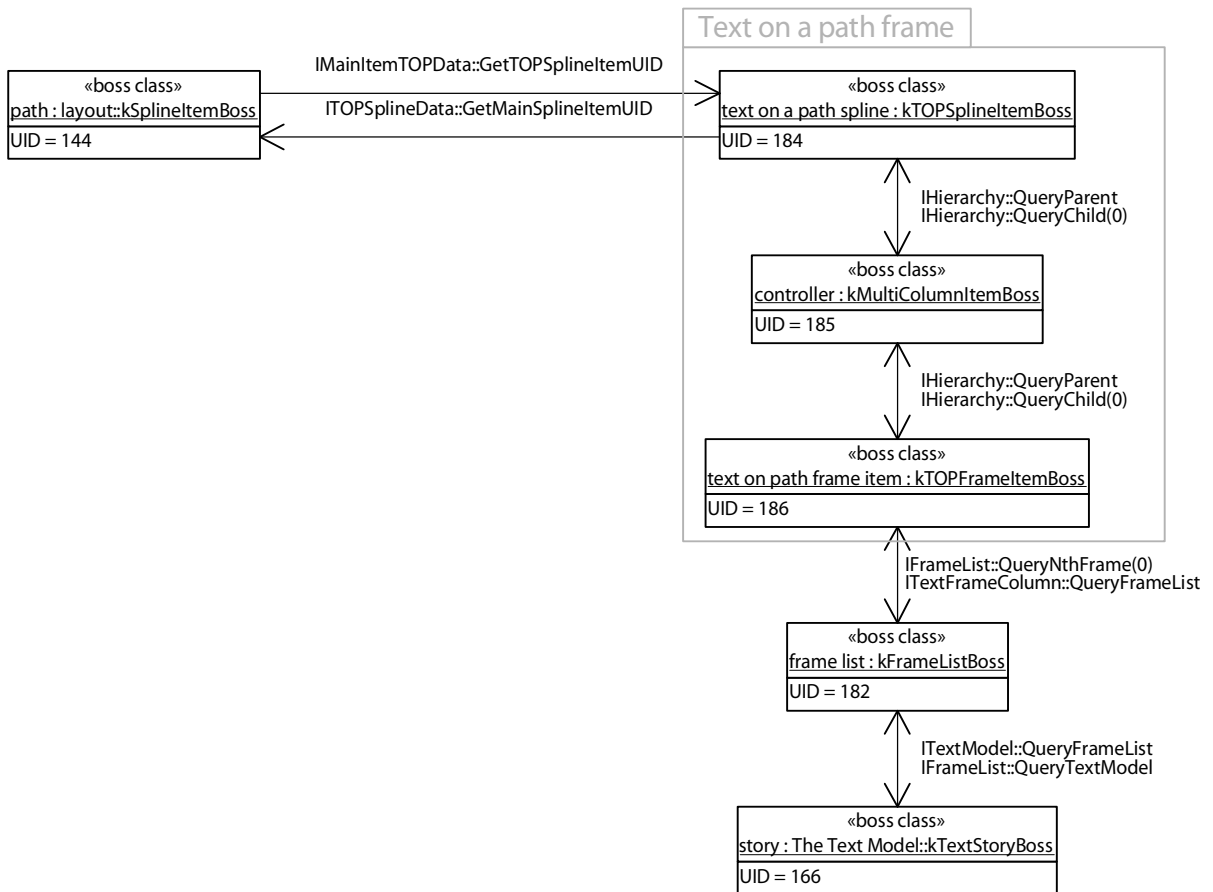 Text on a path frame
IMainItemTOPData::GetTOPSplineItemUID
ITOPSplineData::GetMainSplineItemUID
«boss class»
path : layout::kSplineItemBoss
UID = 144
«boss class»
text on a path spline : kTOPSplineItemBoss
UID = 184
IHierarchy::QueryParent
IHierarchy::QueryChild(0)
«boss class»
controller : kMultiColumnItemBoss
UID = 185
IHierarchy::QueryParent
IHierarchy::QueryChild(0)
«boss class»
text on path frame item : kTOPFrameItemBoss
UID = 186
IFrameList::QueryNthFrame(0)
ITextFrameColumn::QueryFrameList
«boss class»
frame list : kFrameListBoss
UID = 182
ITextModel::QueryFrameList
IFrameList::QueryTextModel
«boss class»
story : The Text Model::kTextStoryBoss
UID = 166